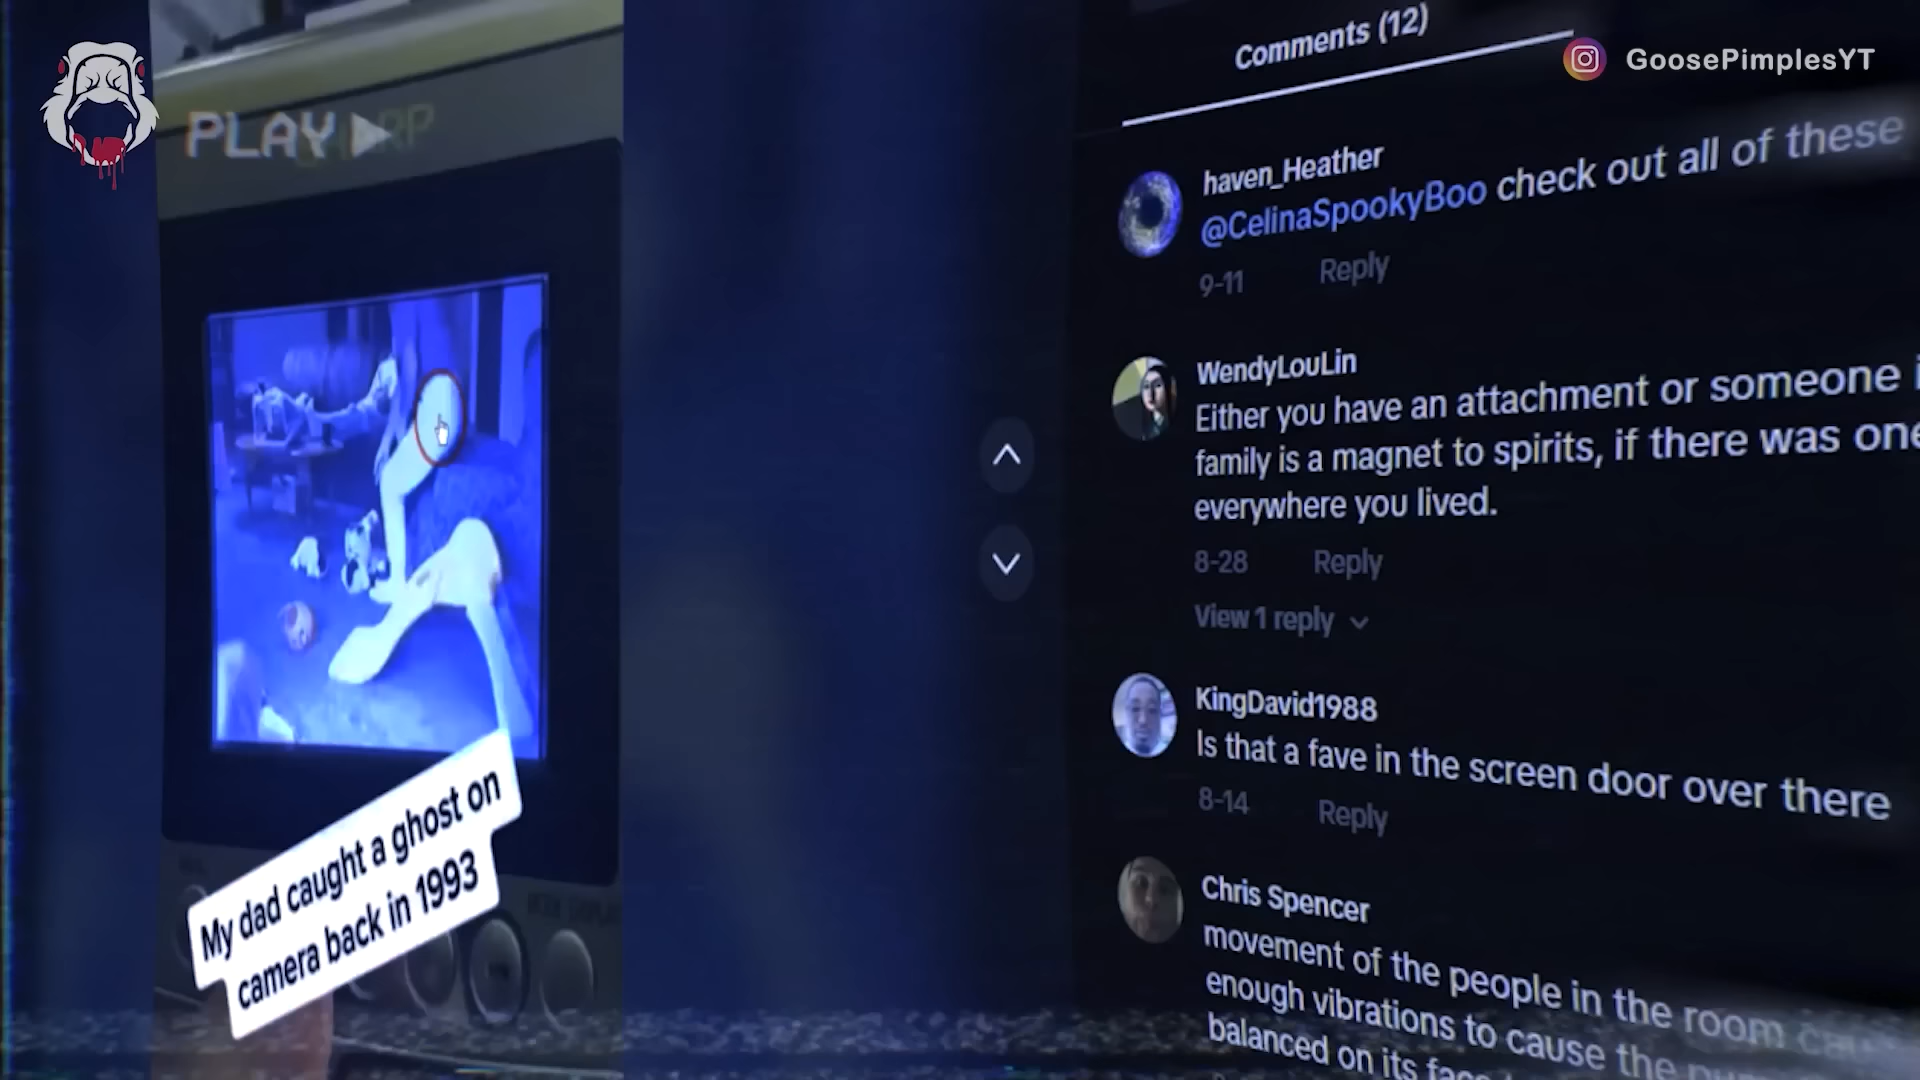 PLAY
SHARP
My dad caught a ghost on
camera back in 1993
Comments (12)
GoosePimplesYT
haven_Heather
@CelinaSpookyBoo check out all of these
9-11 Reply
WendyLouLin
Either you have an attachment or someone
family is a magnet to spirits, if there was one
everywhere you lived.
8-28 Reply
View 1 reply
KingDavid1988
Is that a fave in the screen door over there
8-14 Reply
Chris Spencer
movement of the people in the room
enough vibrations to cause the
balanced on its